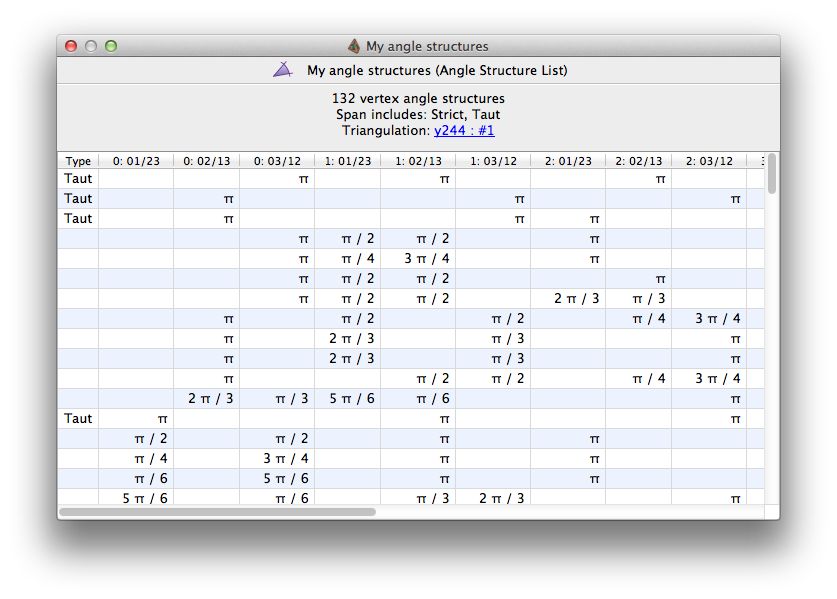 My angle structures
My angle structures (Angle Structure List)
132 vertex angle structures
Span includes: Strict, Taut
Triangulation: y244 : #1
Type 0: 01/23 0: 02/13 0: 03/12 1: 01/23 1: 02/13 1: 03/12 2: 01/23 2: 02/13 2: 03/12
Taut π π π
Taut π π π
Taut π π π
π π / 2 π / 2 π
π π / 4 3 π / 4 π
π π / 2 π / 2 π
π π / 2 π / 2 2 π / 3 π / 3
π π / 2 π / 2 π / 4 3 π / 4
π 2 π / 3 π / 3 π
π 2 π / 3 π / 3 π
π π / 2 π / 2 π / 4 3 π / 4
2 π / 3 π / 3 5 π / 6 π / 6 π
Taut π π π
π / 2 π / 2 π π
π / 4 3 π / 4 π π
π / 6 5 π / 6 π π
5 π / 6 π / 6 π / 3 2 π / 3 π